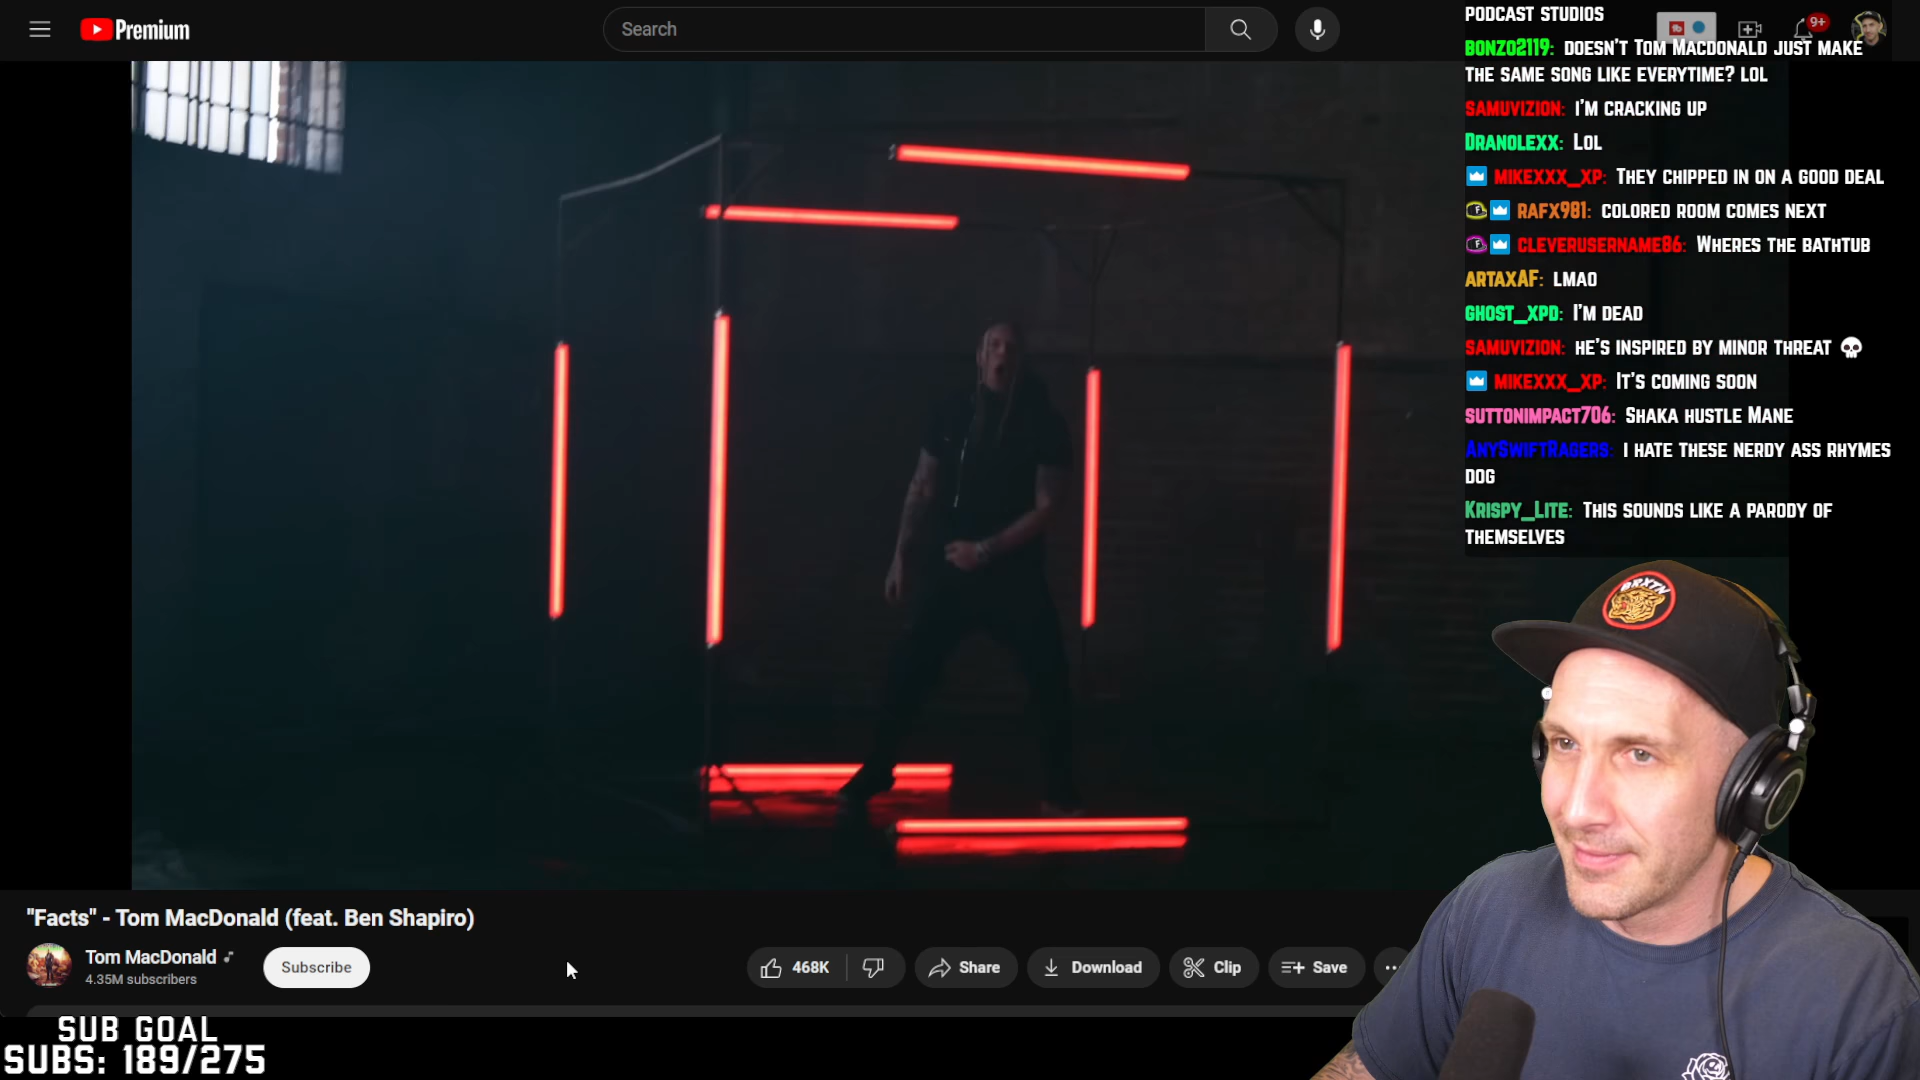 Premium
Search
9+
PODCAST STUDIOS
BONZO2119: DOESN'T TOM MACDONALD JUST MAKE
THE SAME SONG LIKE EVERYTIME? LOL
SAMUVIZION: I'M CRACKING UP
DRANOLEXX: LOL
MIKEXXX_XP: THEY CHIPPED IN ON A GOOD DEAL
RAFX981: COLORED ROOM COMES NEXT
CLEVERUSERNAME86: WHERES THE BATHTUB
ARTAXAF: LMAO
GHOST_XPD: I'M DEAD
SAMUVIZION: HE'S INSPIRED BY MINOR THREAT 💀
MIKEXXX_XP: IT'S COMING SOON
SUTTONIMPACT706: SHAKA HUSTLE MANE
ANYSWIFTRAGERS: I HATE THESE NERDY ASS RHYMES
DOG
KRISPY_LITE: THIS SOUNDS LIKE A PARODY OF
THEMSELVES
BRXTN
"Facts" - Tom MacDonald (feat. Ben Shapiro)
Tom MacDonald
4.35M subscribers
Subscribe
468K
Share
Download
Clip
Save
SUB GOAL
SUBS: 189/275